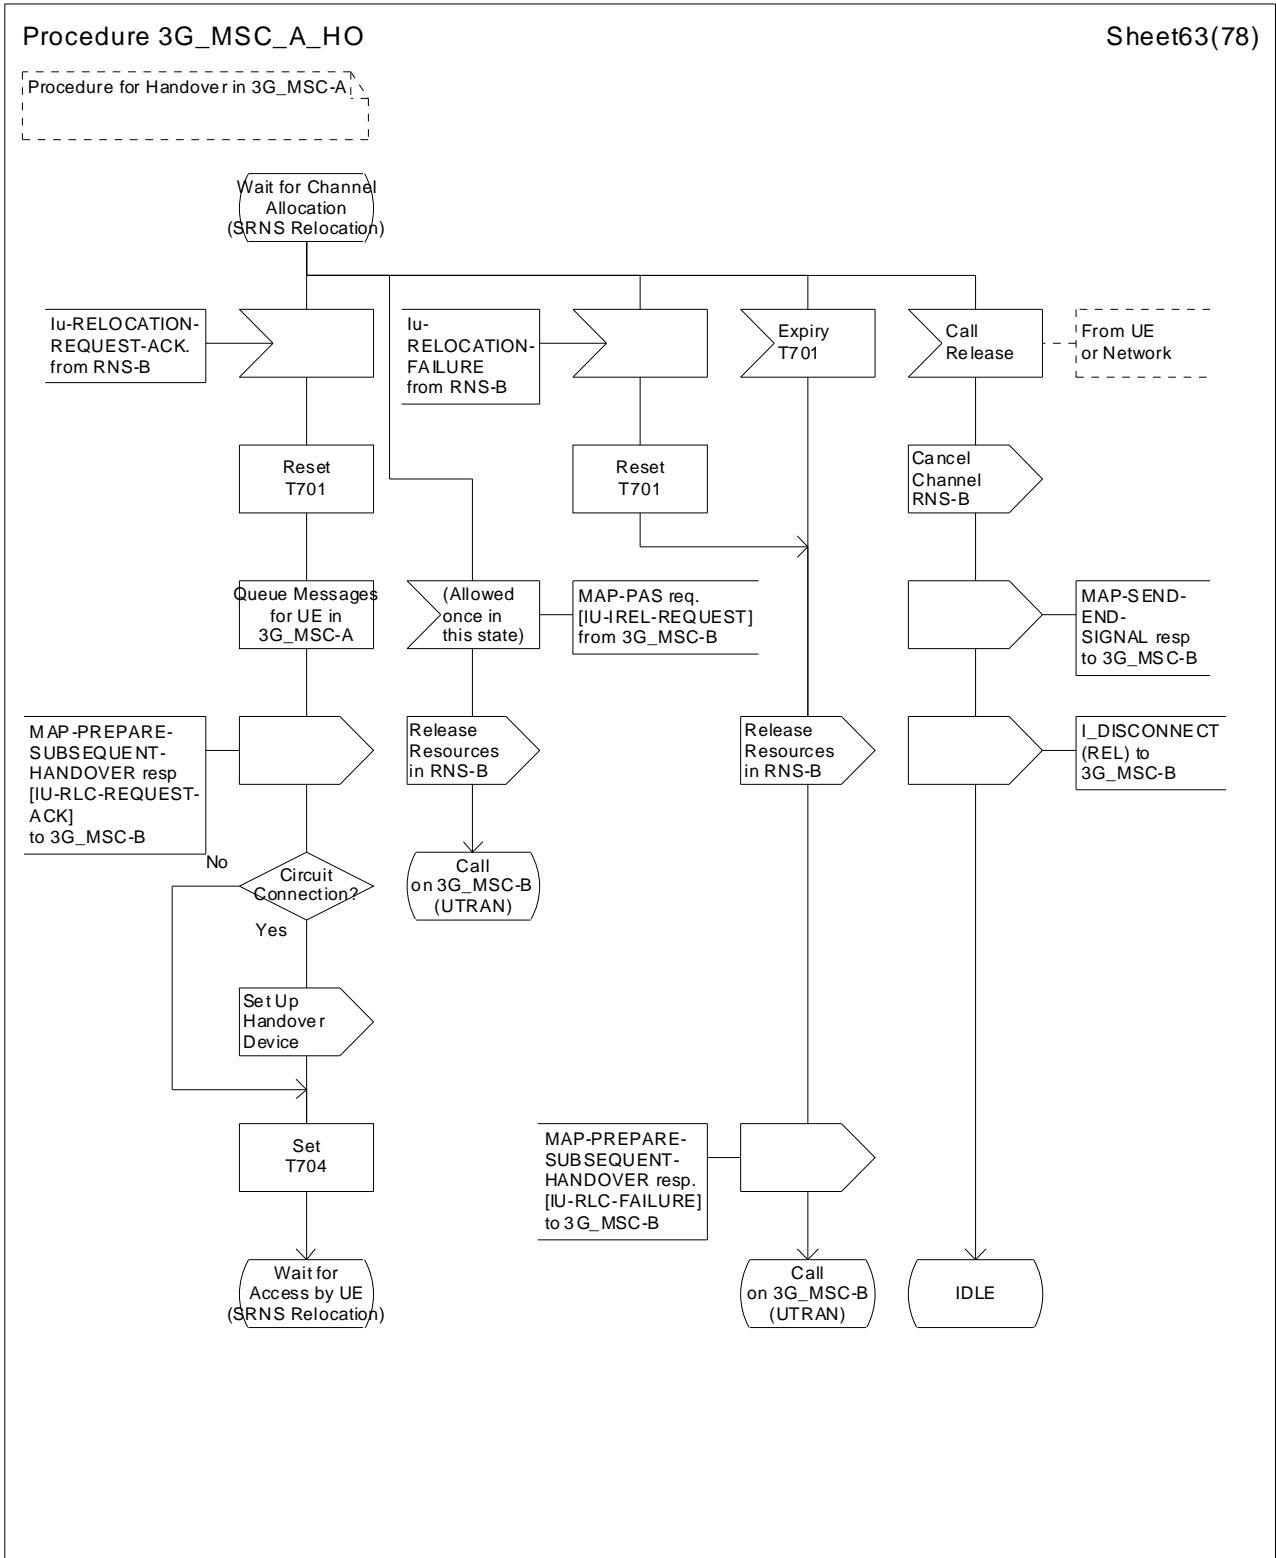 Procedure 3G_MSC_A_HO
Sheet63(78)
Procedure for Handover in 3G_MSC-A
Wait for Channel
Allocation
(SRNS Relocation)
Iu-RELOCATION-
REQUEST-ACK.
from RNS-B
Iu-
RELOCATION-
FAILURE
from RNS-B
Expiry
T701
Call
Release
From UE
or Network
Reset
T701
Reset
T701
Cancel
Channel
RNS-B
Queue Messages
for UE in
3G_MSC-A
(Allowed
once in
this state)
MAP-PAS req.
[IU-IREL-REQUEST]
from 3G_MSC-B
MAP-SEND-
END-
SIGNAL resp
to 3G_MSC-B
MAP-PREPARE-
SUBSEQUENT-
HANDOVER resp
[IU-RLC-REQUEST-
ACK]
to 3G_MSC-B
Release
Resources
in RNS-B
Release
Resources
in RNS-B
I_DISCONNECT
(REL) to
3G_MSC-B
No
Circuit
Connection?
Yes
Call
on 3G_MSC-B
(UTRAN)
Set Up
Handover
Device
Set
T704
MAP-PREPARE-
SUBSEQUENT-
HANDOVER resp.
[IU-RLC-FAILURE]
to 3G_MSC-B
Wait for
Access by UE
(SRNS Relocation)
Call
on 3G_MSC-B
(UTRAN)
IDLE